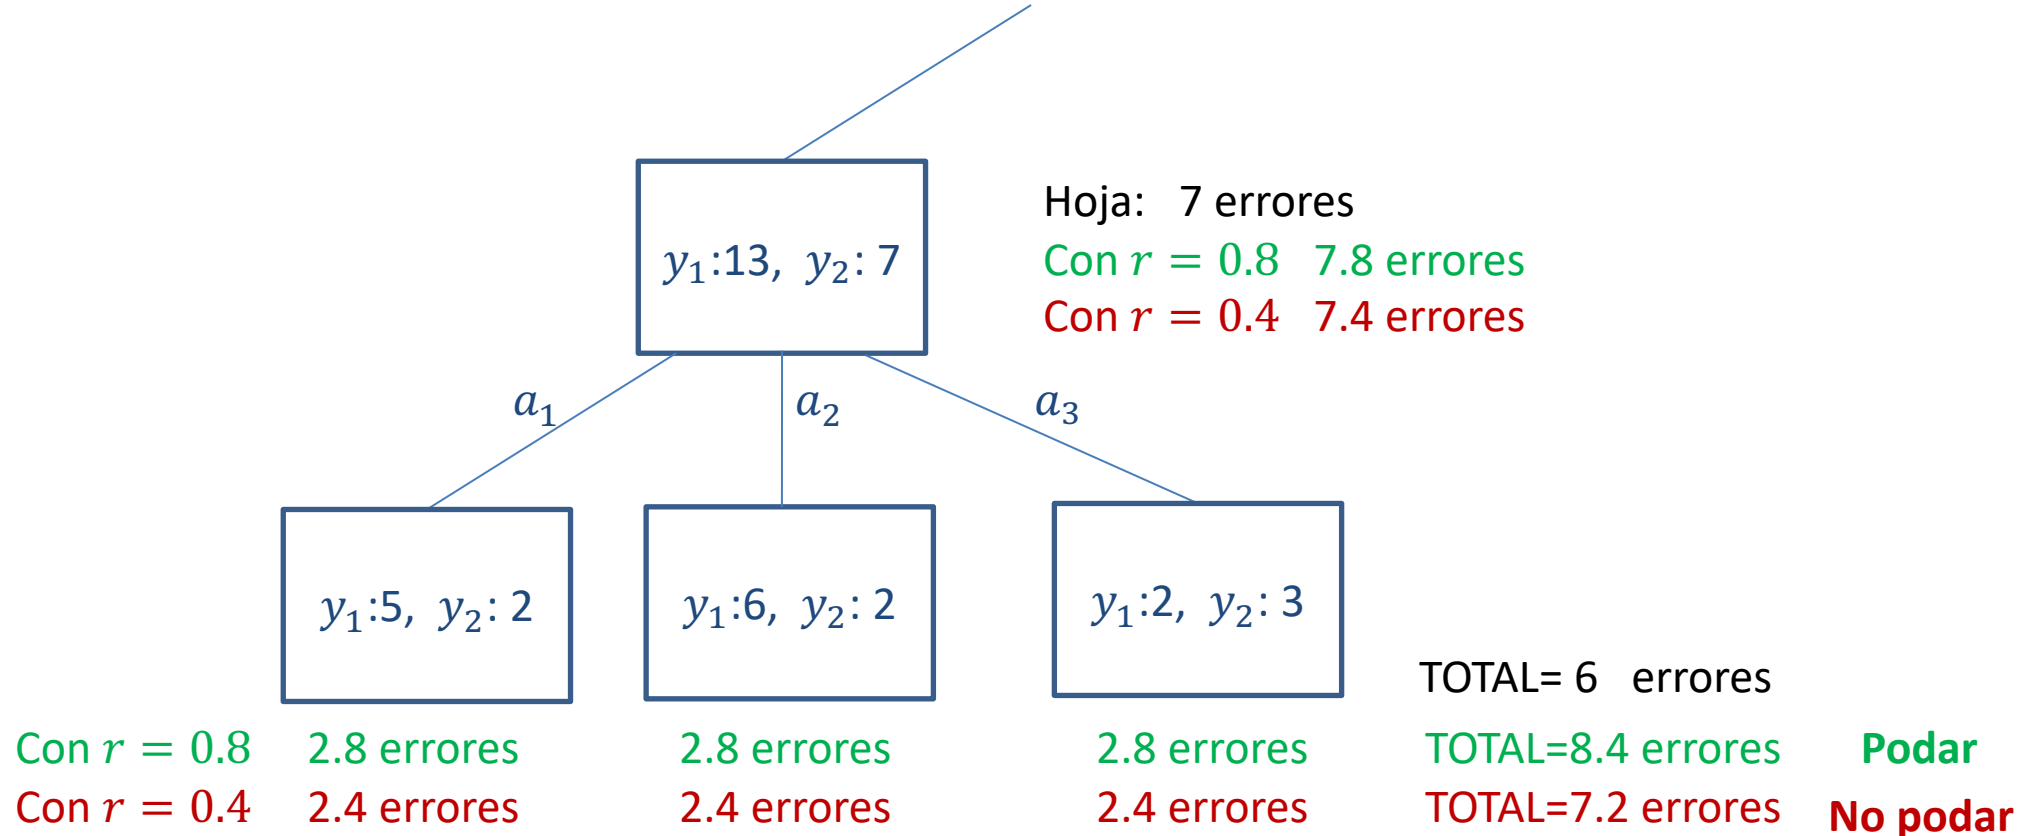 y₁:13, y₂: 7
Hoja: 7 errores
Con r = 0.8 7.8 errores
Con r = 0.4 7.4 errores
a₁ a₂ a₃
y₁:5, y₂: 2
y₁:6, y₂: 2
y₁:2, y₂: 3
TOTAL= 6 errores
Con r = 0.8 2.8 errores 2.8 errores 2.8 errores TOTAL=8.4 errores Podar
Con r = 0.4 2.4 errores 2.4 errores 2.4 errores TOTAL=7.2 errores No podar